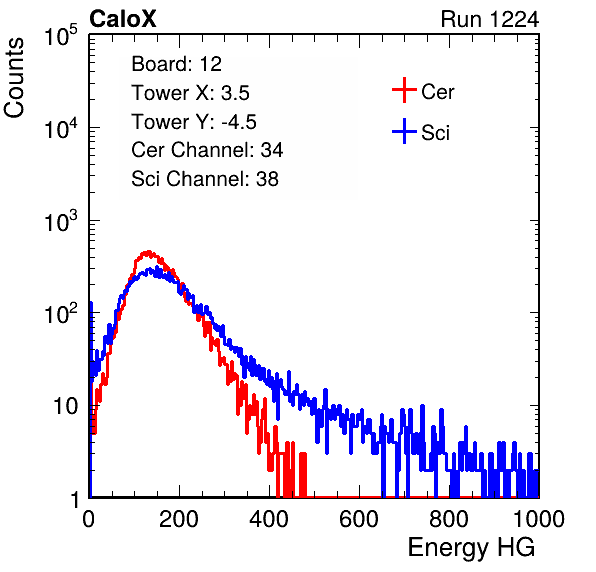 CaloX Run 1224
Counts
10^5
10^4
10^3
10^2
10
1
Board: 12
Tower X: 3.5
Tower Y: -4.5
Cer Channel: 34
Sci Channel: 38
Cer
Sci
0 200 400 600 800 1000
Energy HG